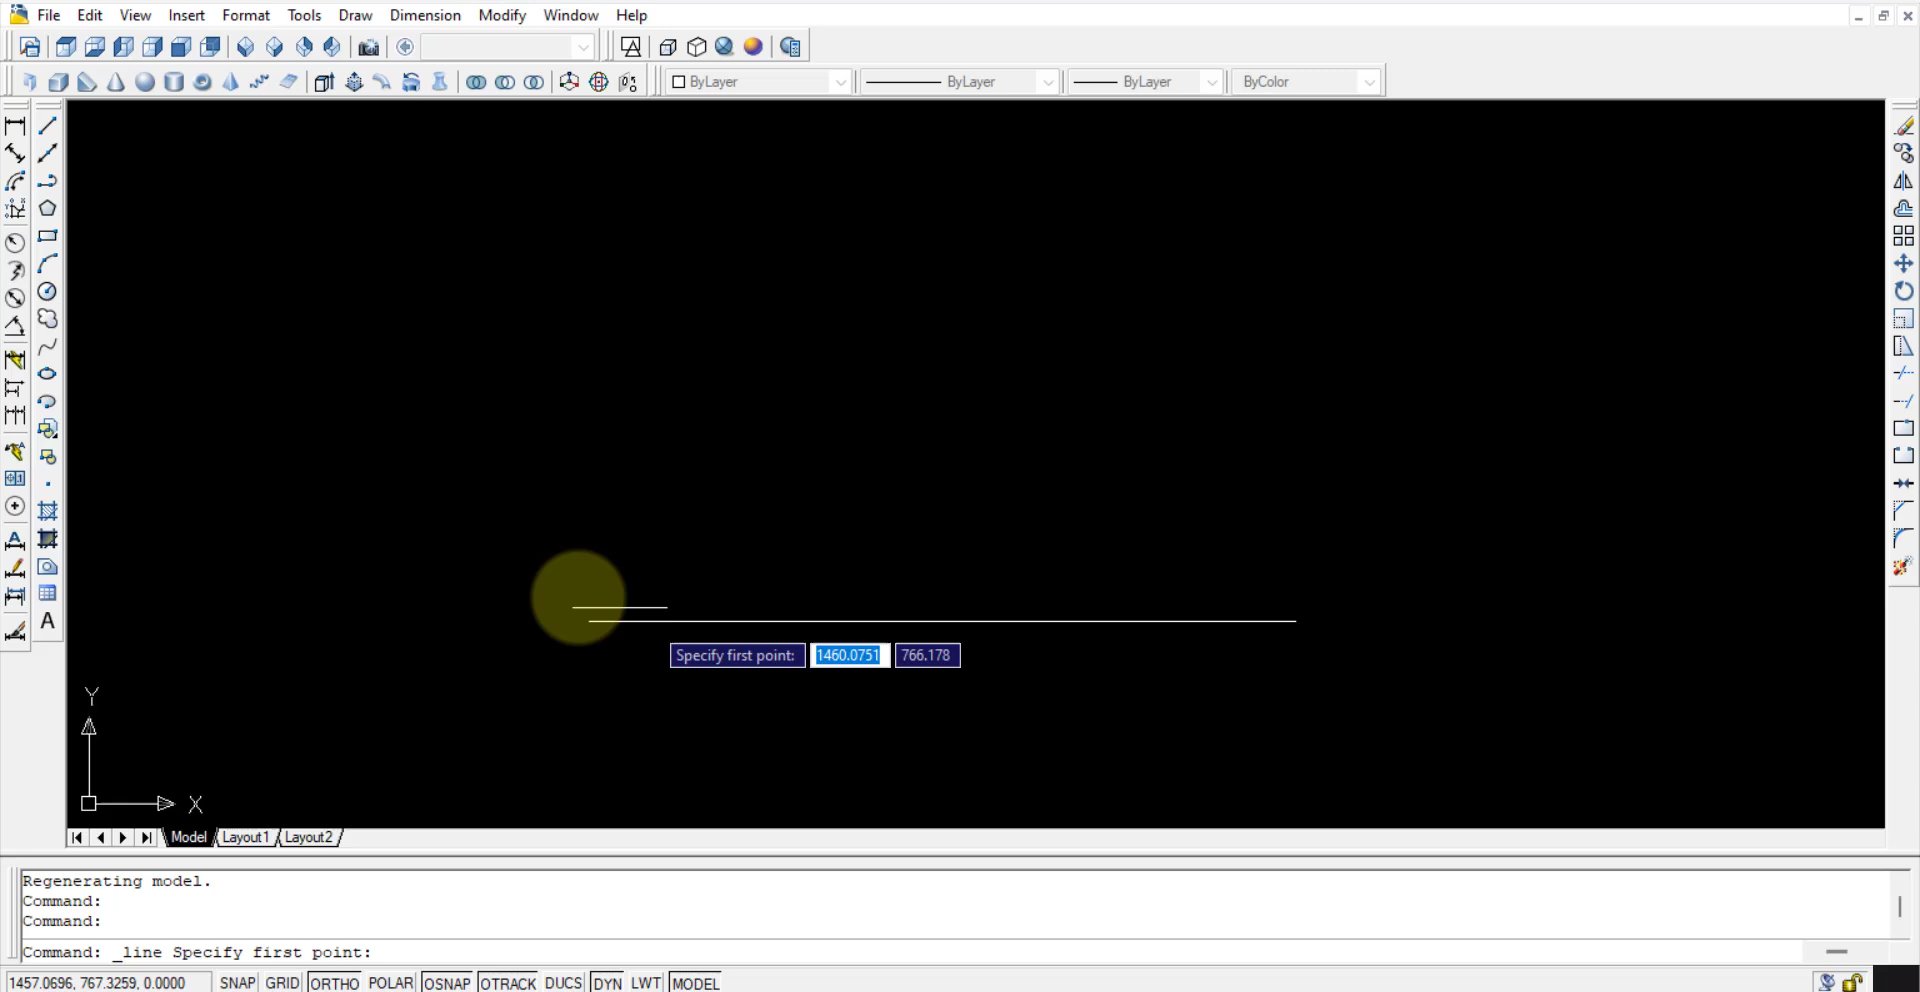 File Edit View Insert Format Tools Draw Dimension Modify Window Help
ByLayer ByLayer ByLayer ByColor
A
Specify first point: 1460.0751 766.178
Y
X
Model Layout1 Layout2
Regenerating model.
Command:
Command:
Command: _line Specify first point:
1457.0696, 767.3259, 0.0000 SNAP GRID ORTHO POLAR OSNAP OTRACK DUCS DYN LWT MODEL